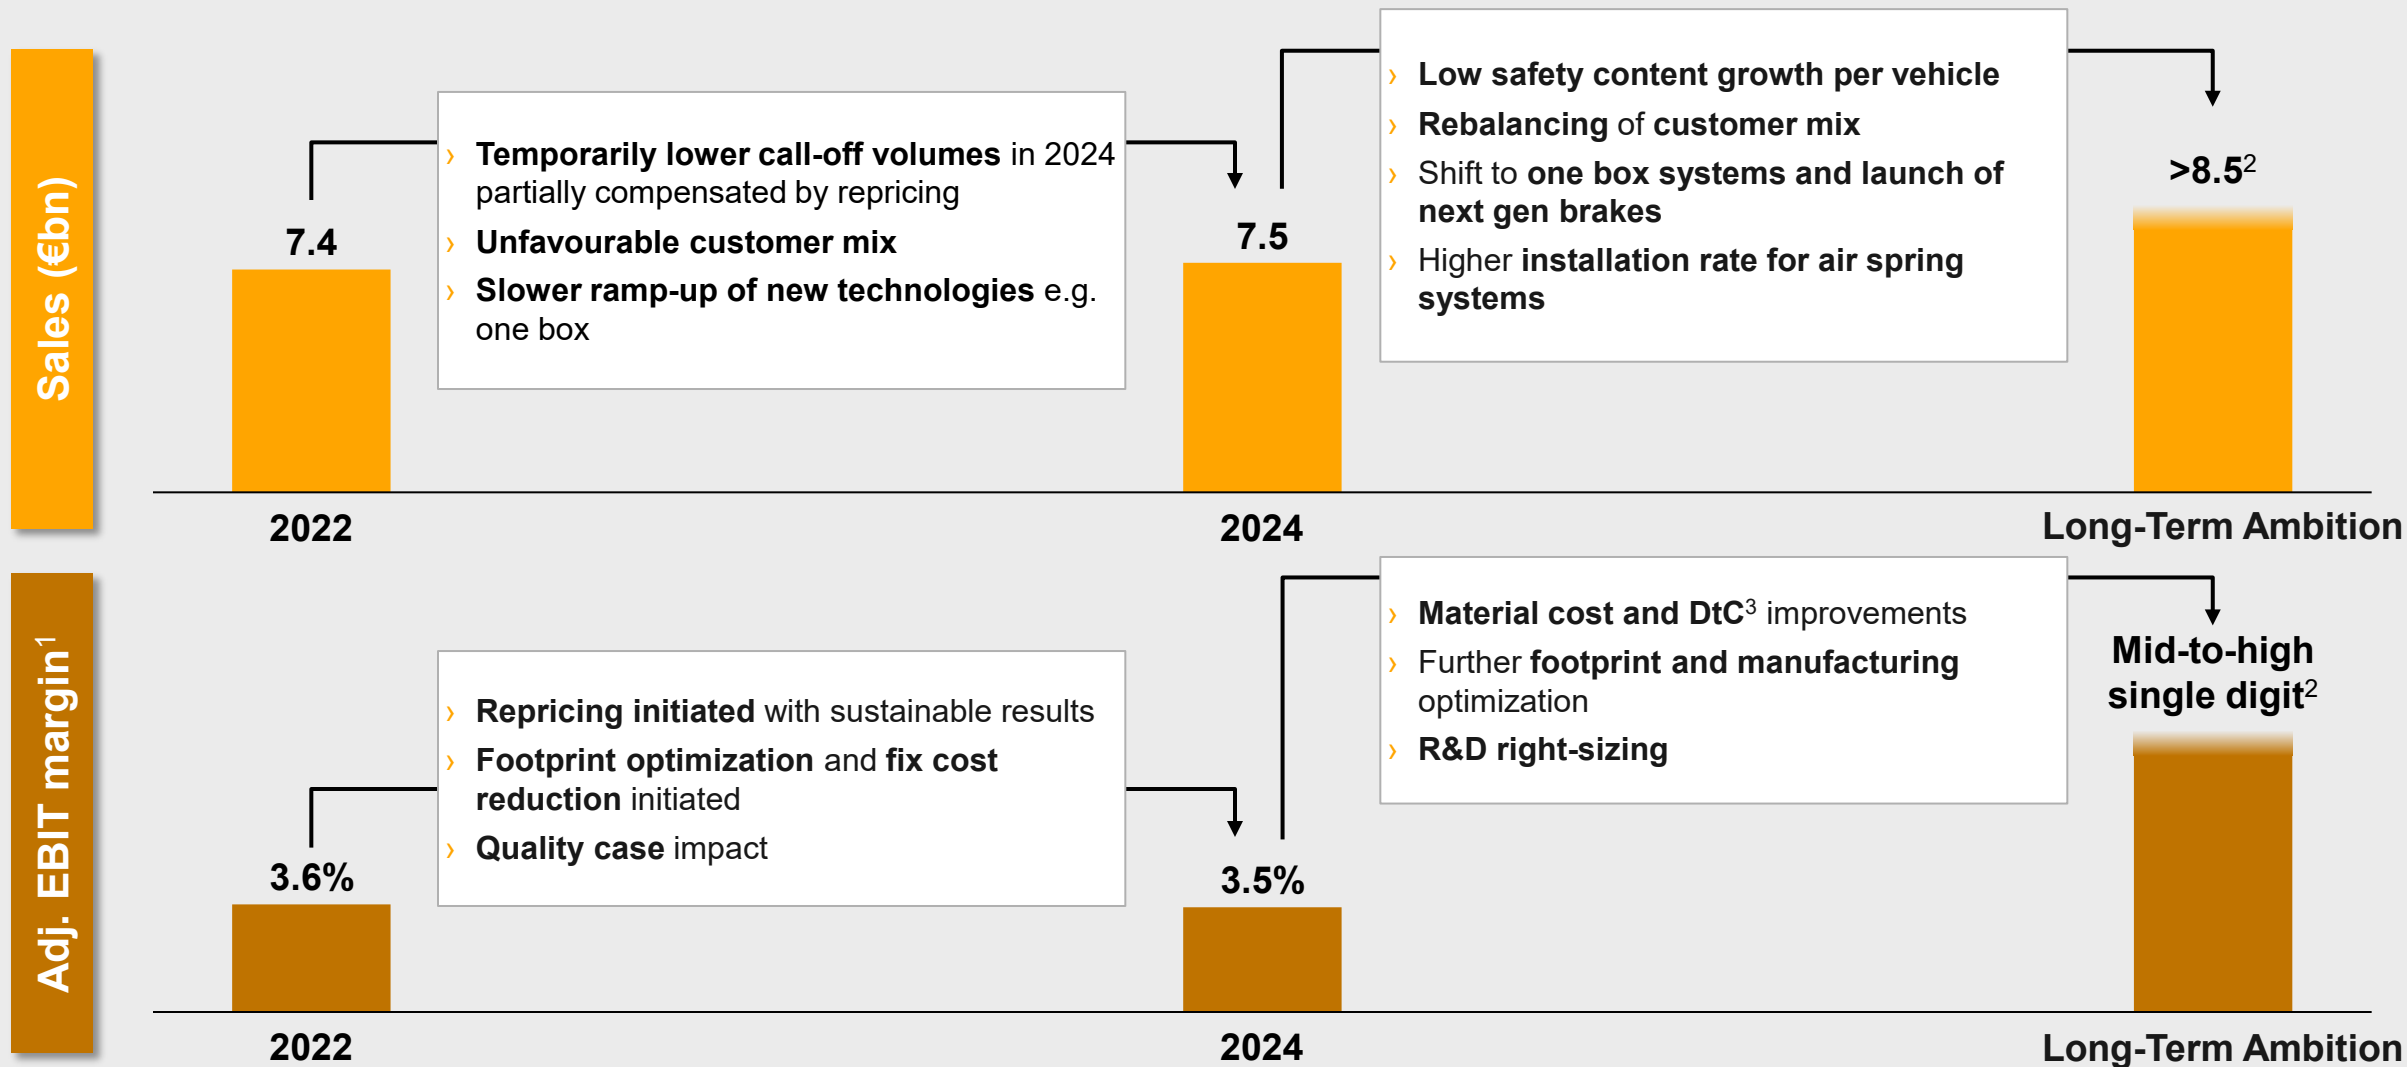 Sales (€bn)
7.4
› Temporarily lower call-off volumes in 2024
partially compensated by repricing
› Unfavourable customer mix
› Slower ramp-up of new technologies e.g.
one box
7.5
› Low safety content growth per vehicle
› Rebalancing of customer mix
› Shift to one box systems and launch of
next gen brakes
› Higher installation rate for air spring
systems
>8.5²
2022
2024
Long-Term Ambition
Adj. EBIT margin¹
3.6%
› Repricing initiated with sustainable results
› Footprint optimization and fix cost
reduction initiated
› Quality case impact
3.5%
› Material cost and DtC³ improvements
› Further footprint and manufacturing
optimization
› R&D right-sizing
Mid-to-high
single digit²
2022
2024
Long-Term Ambition